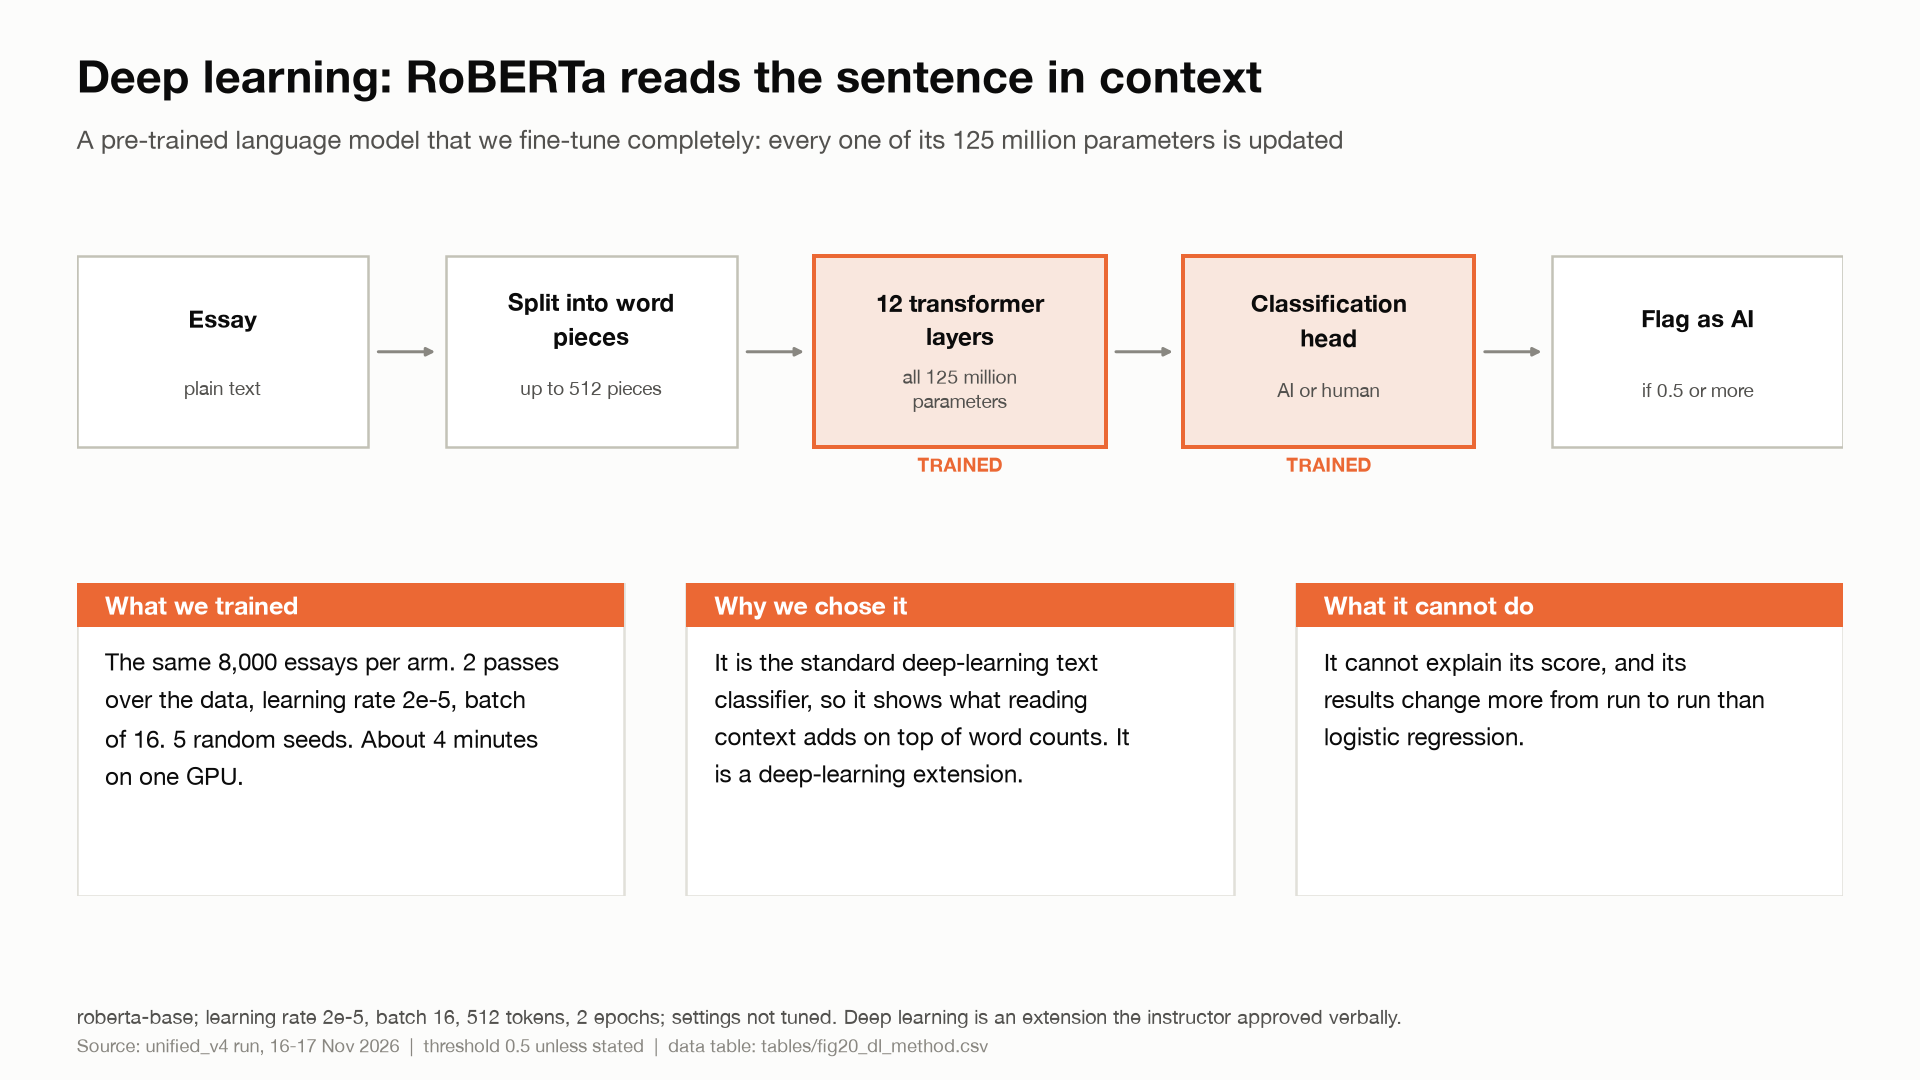 Deep learning: RoBERTa reads the sentence in context
A pre-trained language model that we fine-tune completely: every one of its 125 million parameters is updated
Essay
plain text
Split into word
pieces
up to 512 pieces
12 transformer
layers
all 125 million
parameters
TRAINED
Classification
head
AI or human
TRAINED
Flag as AI
if 0.5 or more
What we trained
The same 8,000 essays per arm. 2 passes
over the data, learning rate 2e-5, batch
of 16. 5 random seeds. About 4 minutes
on one GPU.
Why we chose it
It is the standard deep-learning text
classifier, so it shows what reading
context adds on top of word counts. It
is a deep-learning extension.
What it cannot do
It cannot explain its score, and its
results change more from run to run than
logistic regression.
roberta-base; learning rate 2e-5, batch 16, 512 tokens, 2 epochs; settings not tuned. Deep learning is an extension the instructor approved verbally.
Source: unified_v4 run, 16-17 Nov 2026 | threshold 0.5 unless stated | data table: tables/fig20_dl_method.csv